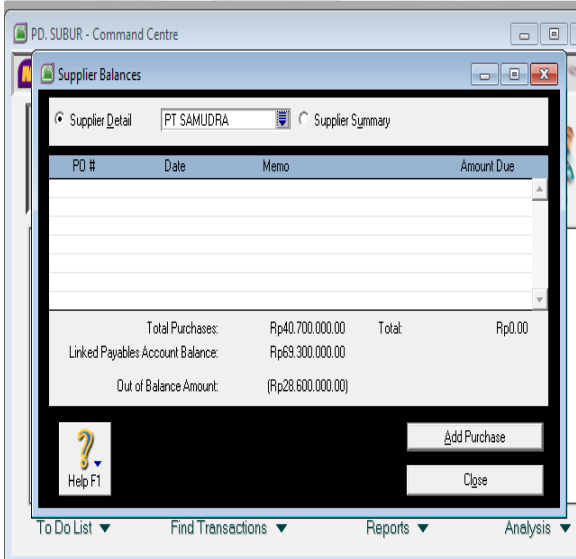 PD. SUBUR - Command Centre
Supplier Balances
Supplier Detail PT SAMUDRA Supplier Summary
PO # Date Memo Amount Due
Total Purchases: Rp40.700.000.00 Total: Rp0.00
Linked Payables Account Balance: Rp69.300.000.00
Out of Balance Amount: (Rp28.600.000.00)
Add Purchase
Help F1
Close
To Do List Find Transactions Reports Analysis